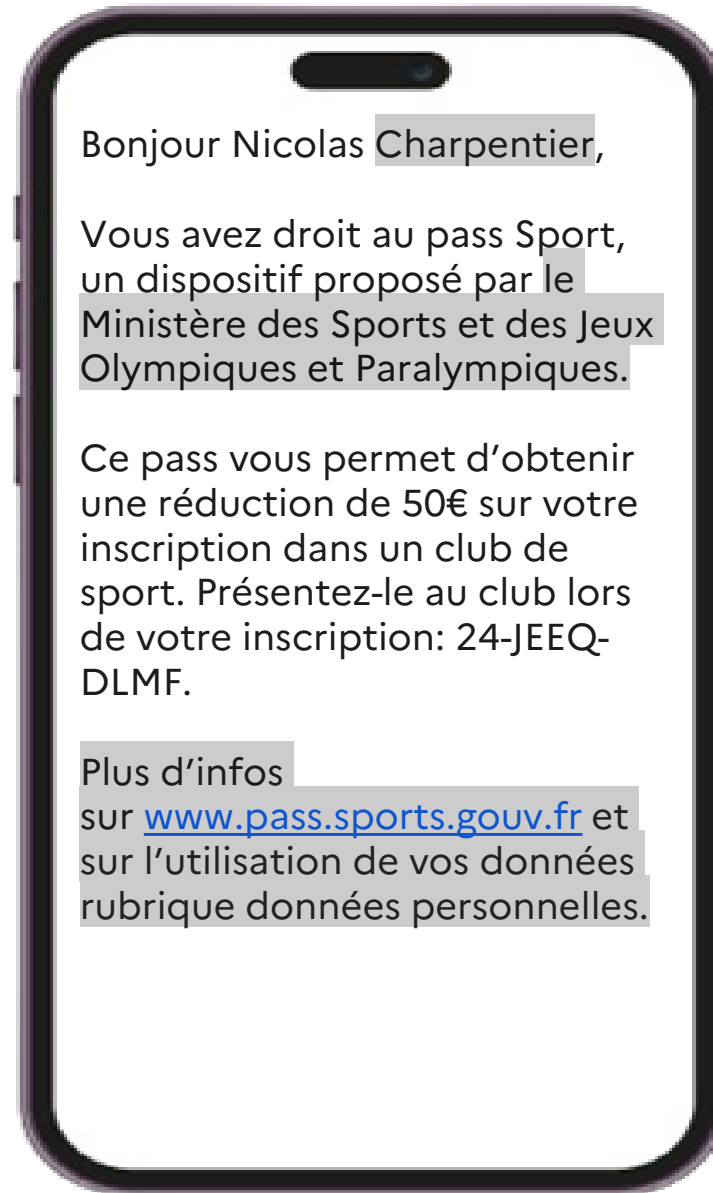 Bonjour Nicolas Charpentier,
Vous avez droit au pass Sport,
un dispositif proposé par le
Ministère des Sports et des Jeux
Olympiques et Paralympiques.
Ce pass vous permet d’obtenir
une réduction de 50€ sur votre
inscription dans un club de
sport. Présentez-le au club lors
de votre inscription: 24-JEEQ-
DLMF.
Plus d’infos
sur www.pass.sports.gouv.fr et
sur l’utilisation de vos données
rubrique données personnelles.